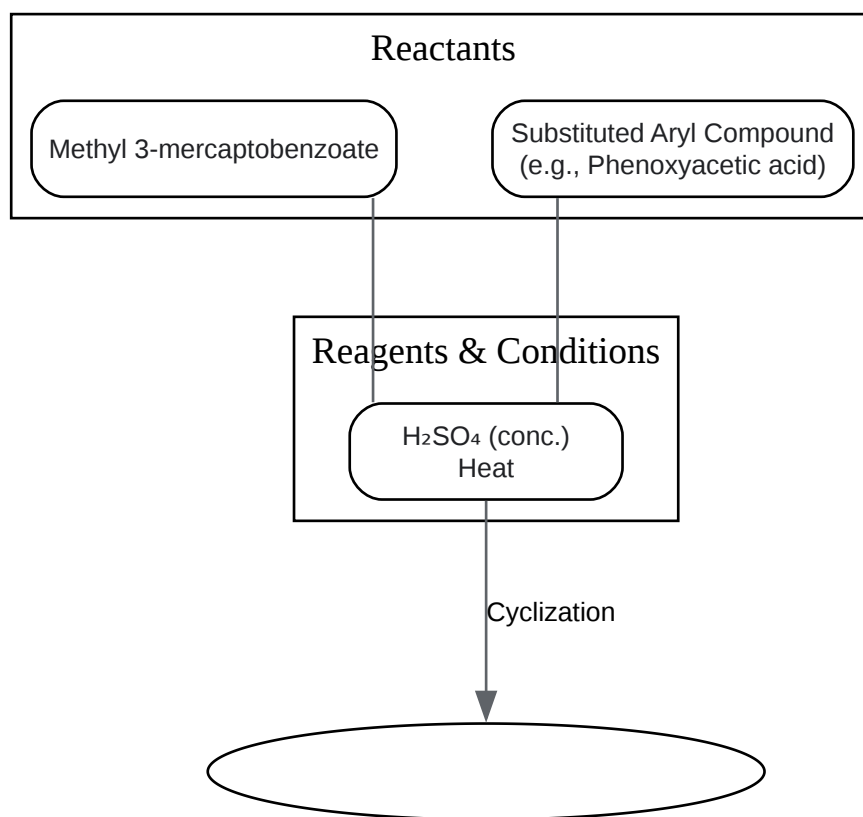 Reactants
Methyl 3-mercaptobenzoate
Substituted Aryl Compound
(e.g., Phenoxyacetic acid)
Reagents & Conditions
H₂SO₄ (conc.)
Heat
Cyclization